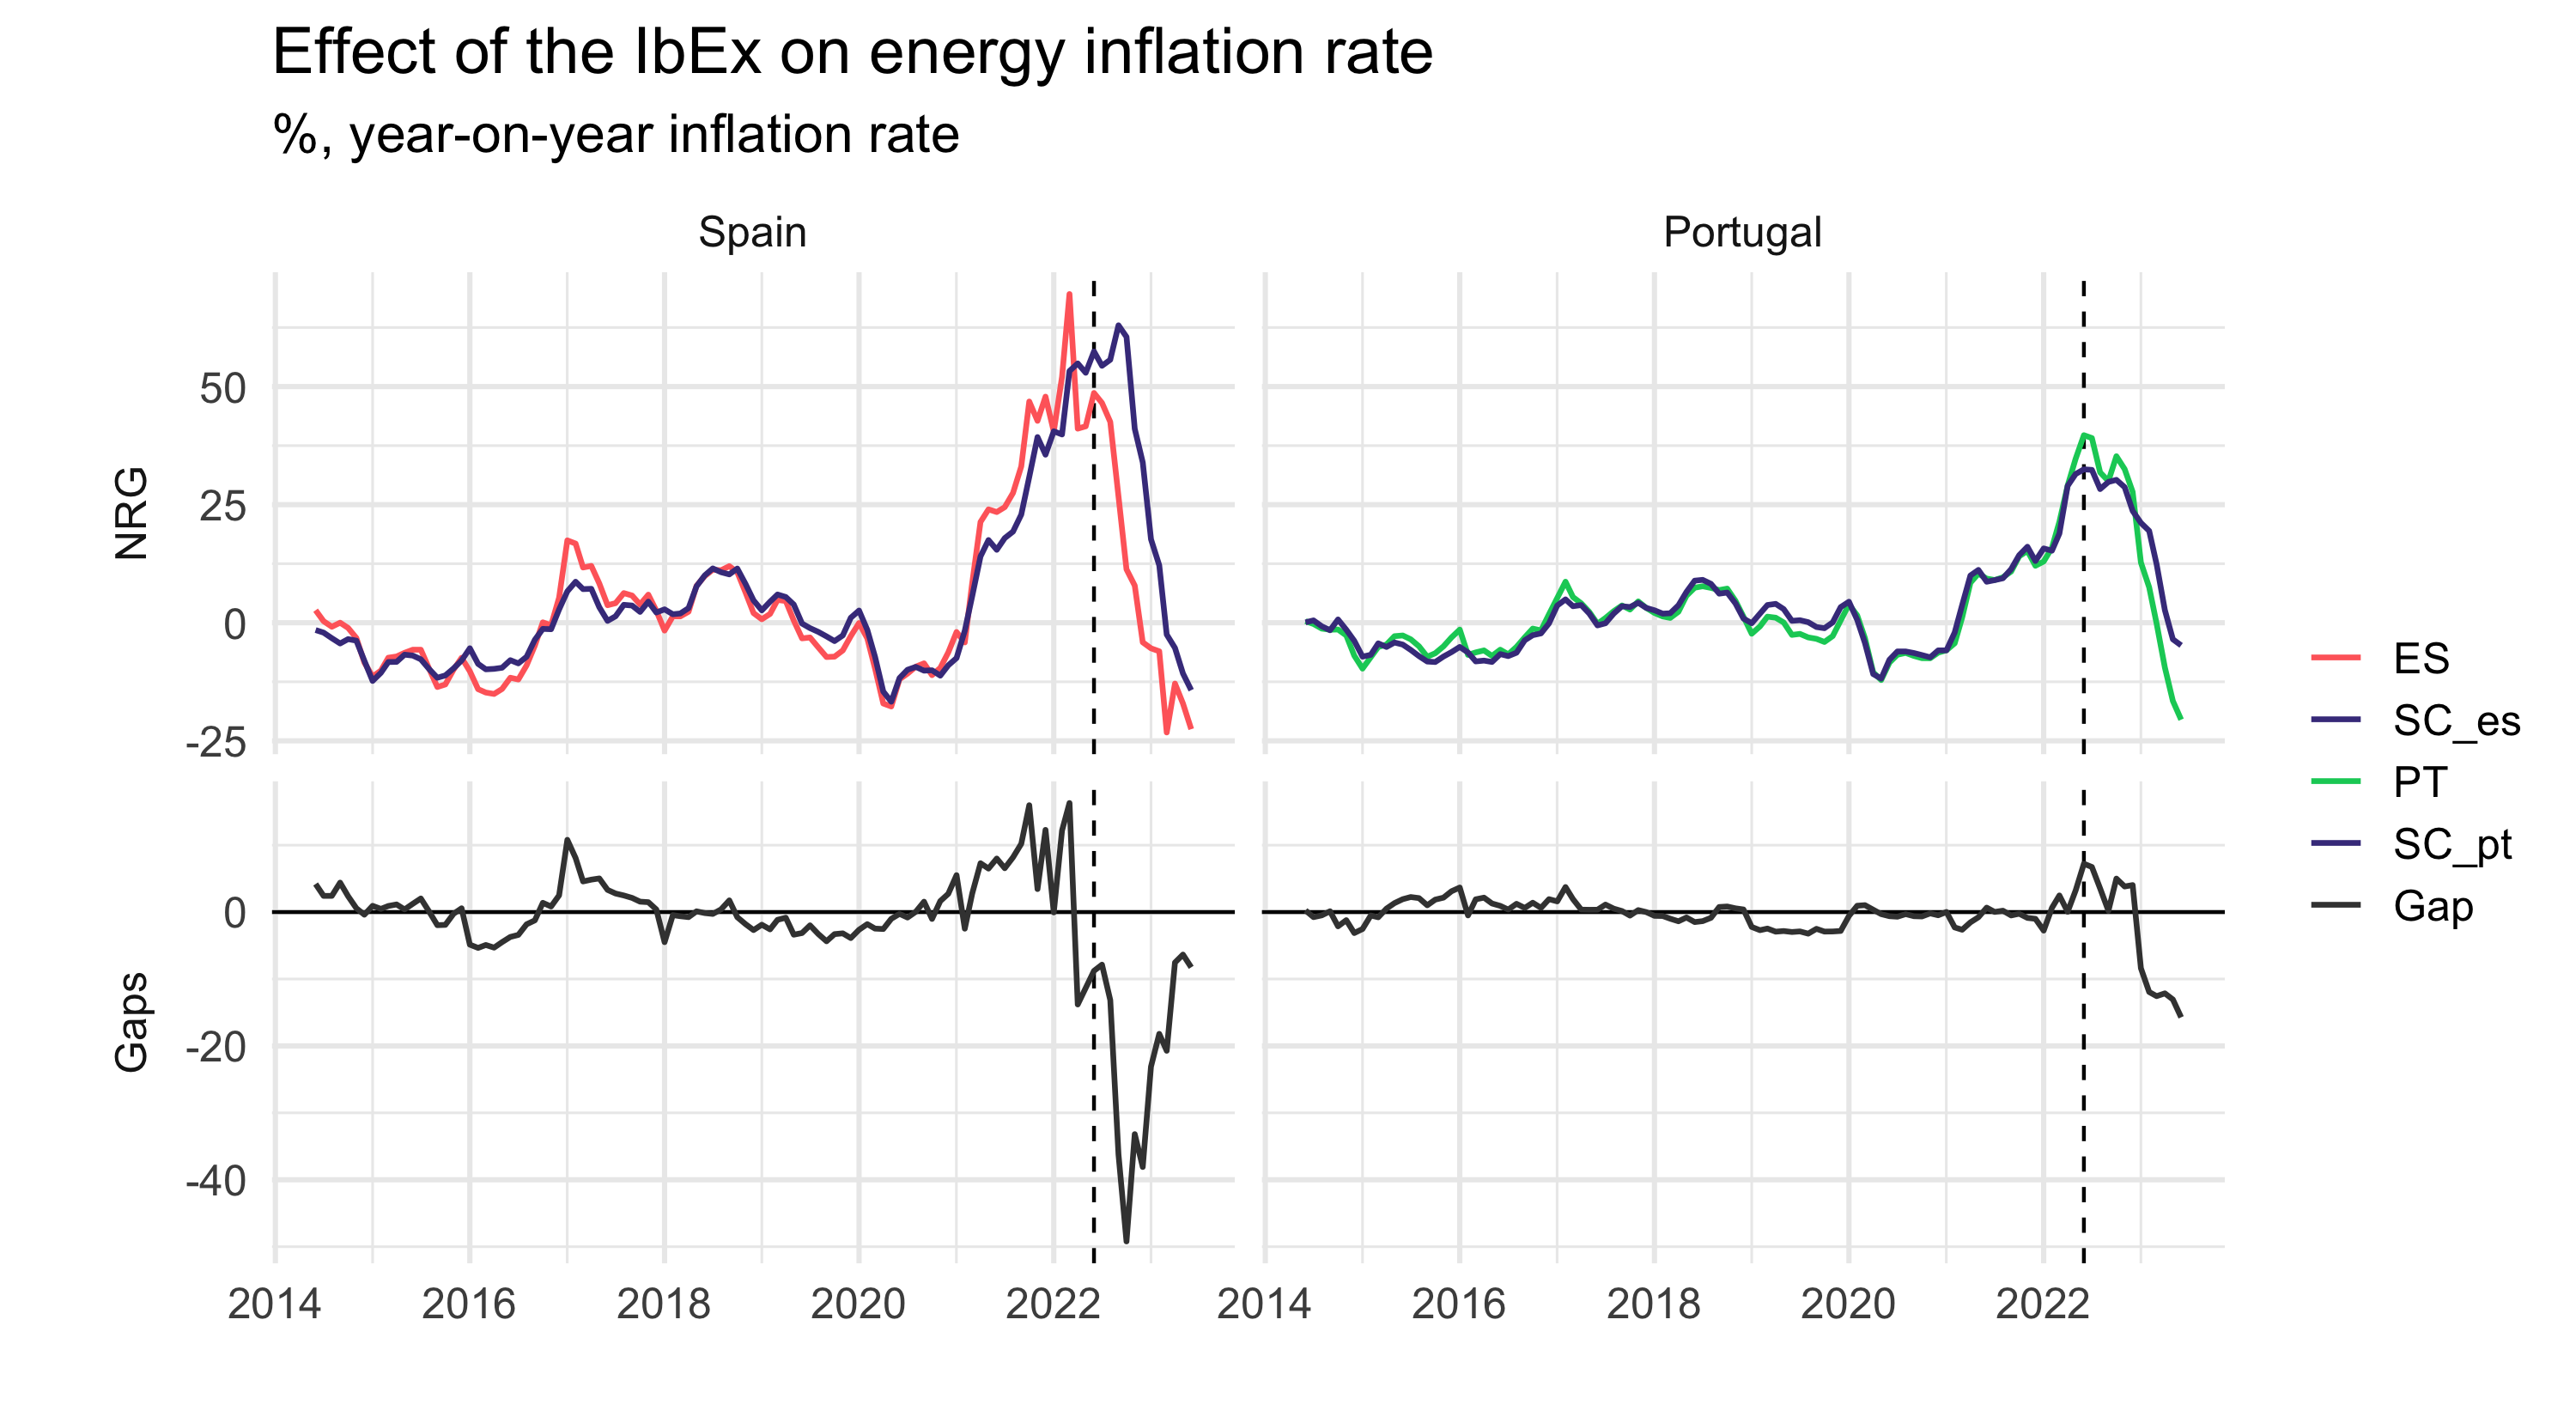 Effect of the IbEx on energy inflation rate
%, year-on-year inflation rate
Spain
Portugal
NRG
50
25
0
-25
Gaps
0
-20
-40
2014 2016 2018 2020 2022
2014 2016 2018 2020 2022
ES
SC_es
PT
SC_pt
Gap